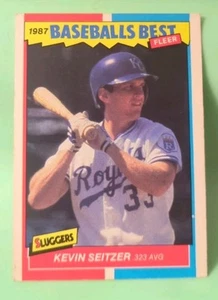 1987 BASEBALLS BEST
FLEER
Royals
33
SLUGGERS
KEVIN SEITZER .323 AVG